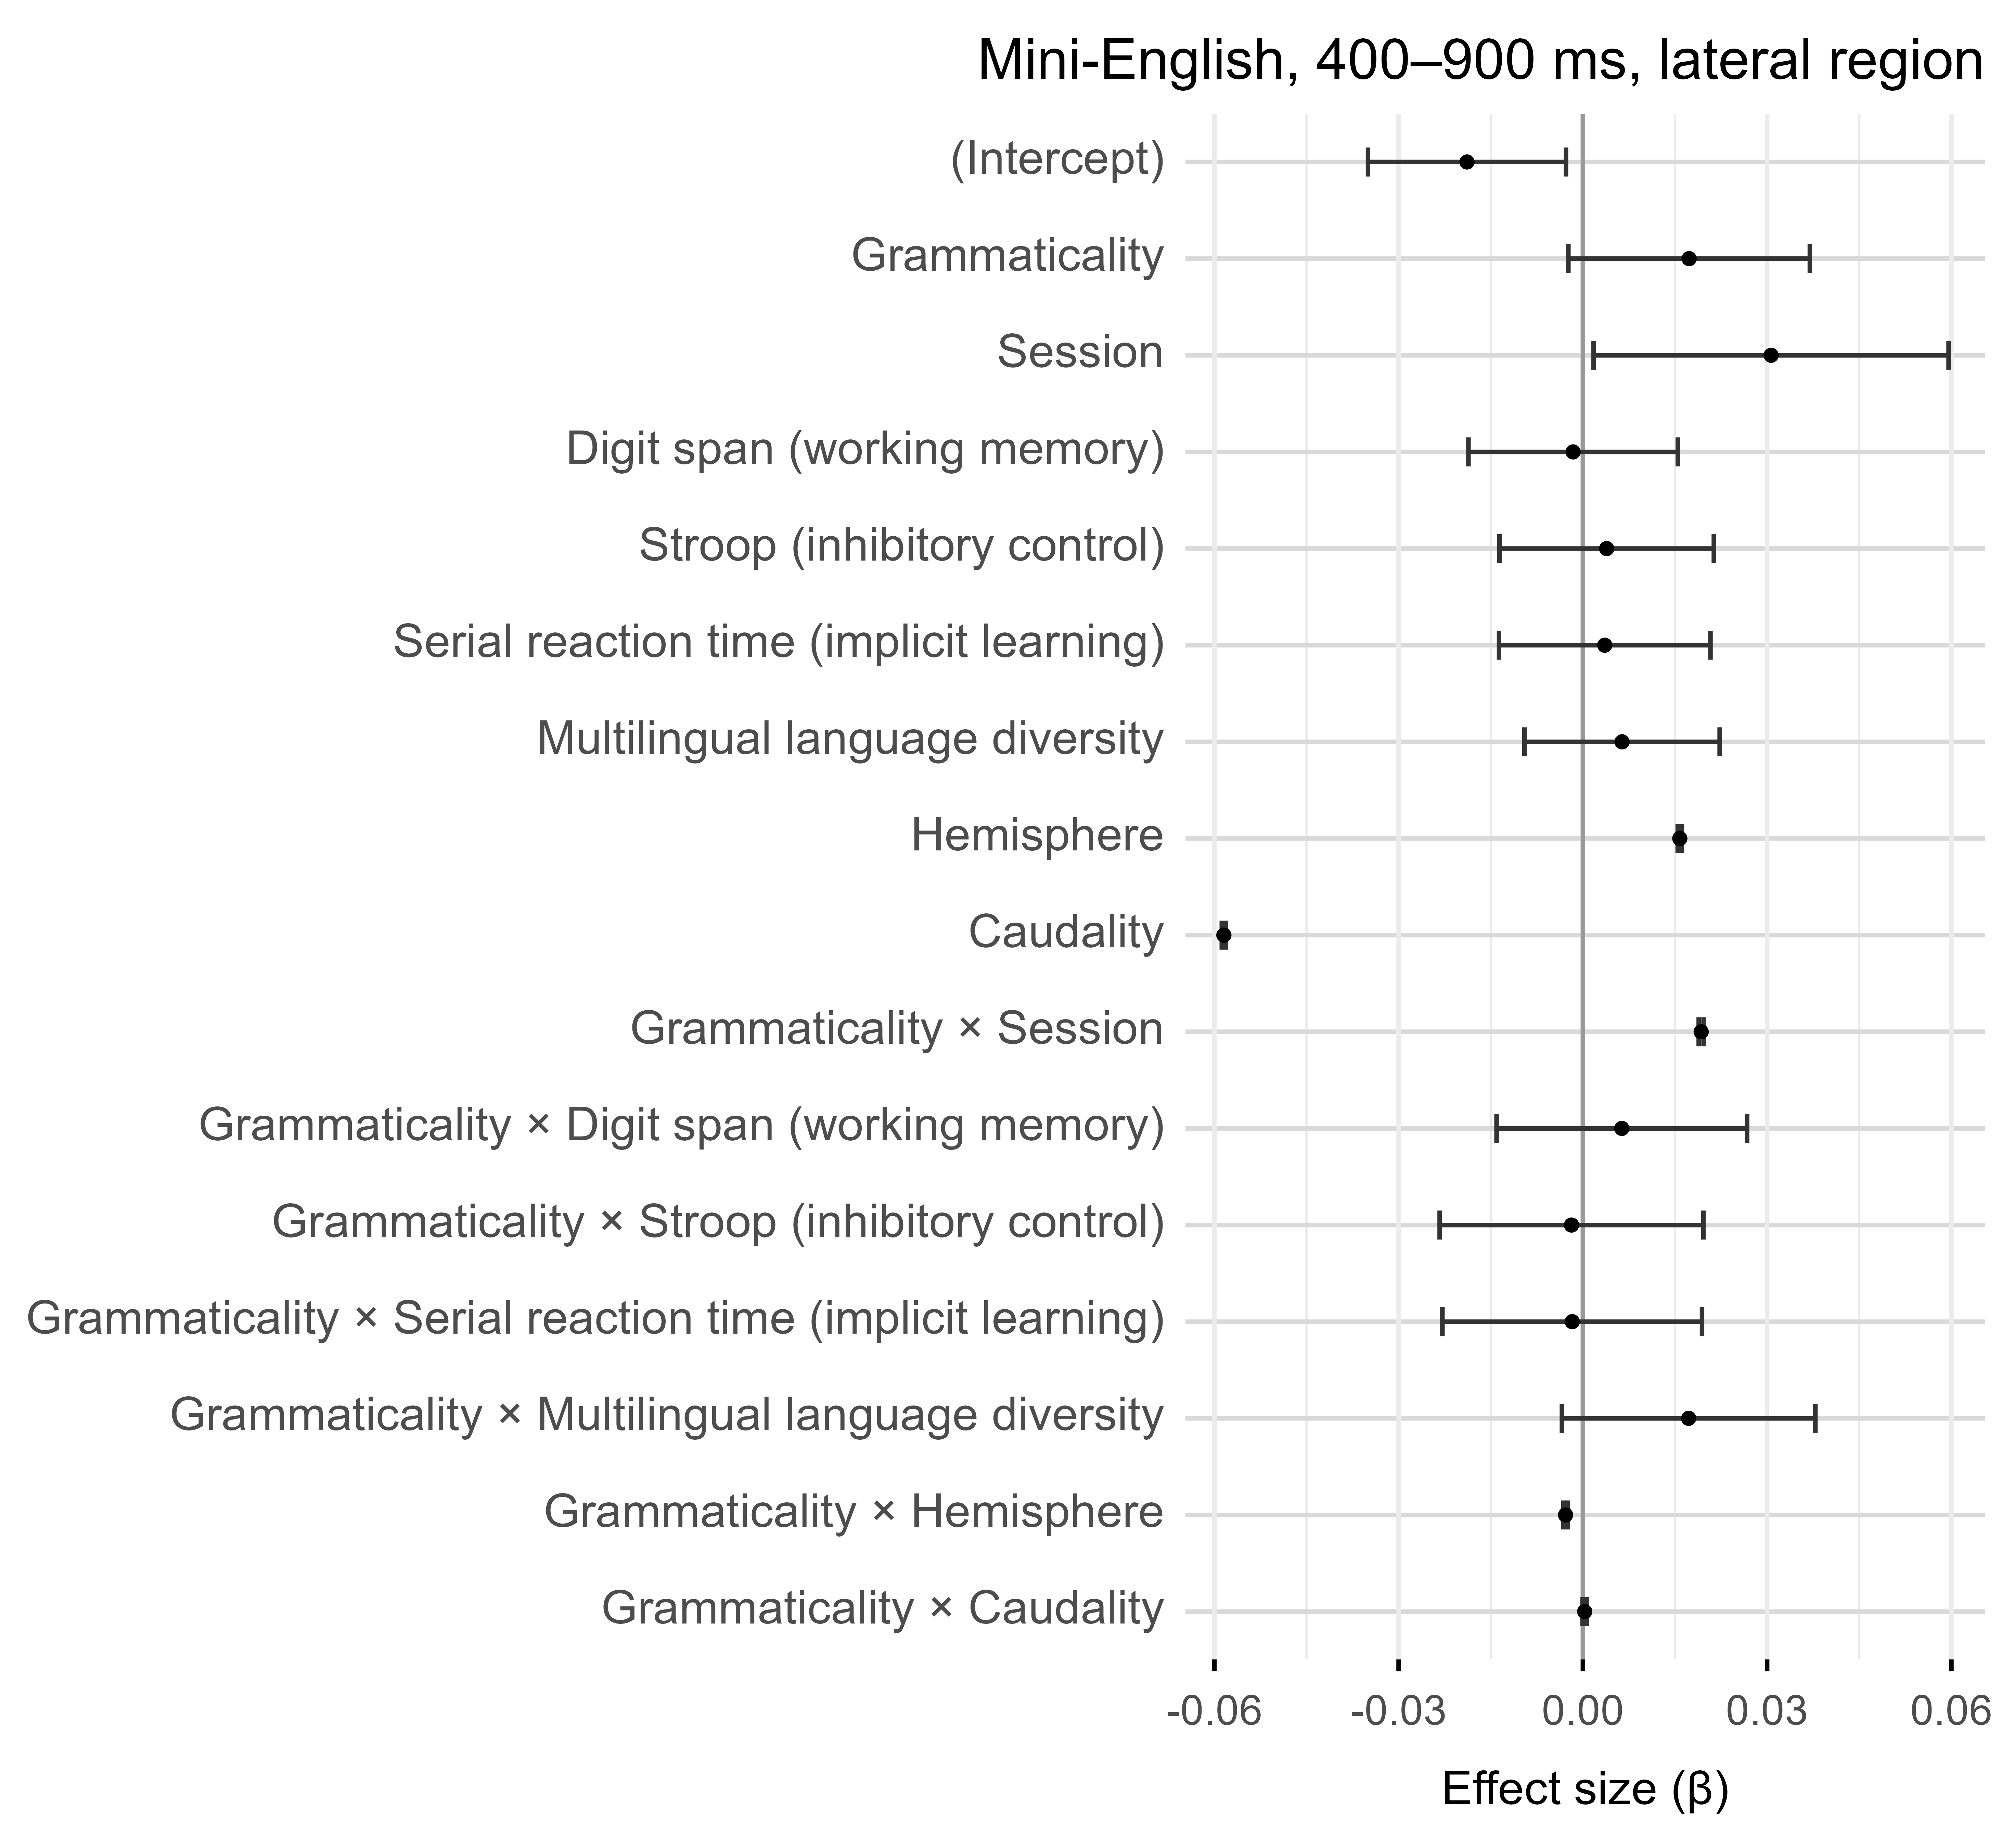 Mini-English, 400–900 ms, lateral region
(Intercept)
Grammaticality
Session
Digit span (working memory)
Stroop (inhibitory control)
Serial reaction time (implicit learning)
Multilingual language diversity
Hemisphere
Caudality
Grammaticality × Session
Grammaticality × Digit span (working memory)
Grammaticality × Stroop (inhibitory control)
Grammaticality × Serial reaction time (implicit learning)
Grammaticality × Multilingual language diversity
Grammaticality × Hemisphere
Grammaticality × Caudality
-0.06 -0.03 0.00 0.03 0.06
Effect size (β)